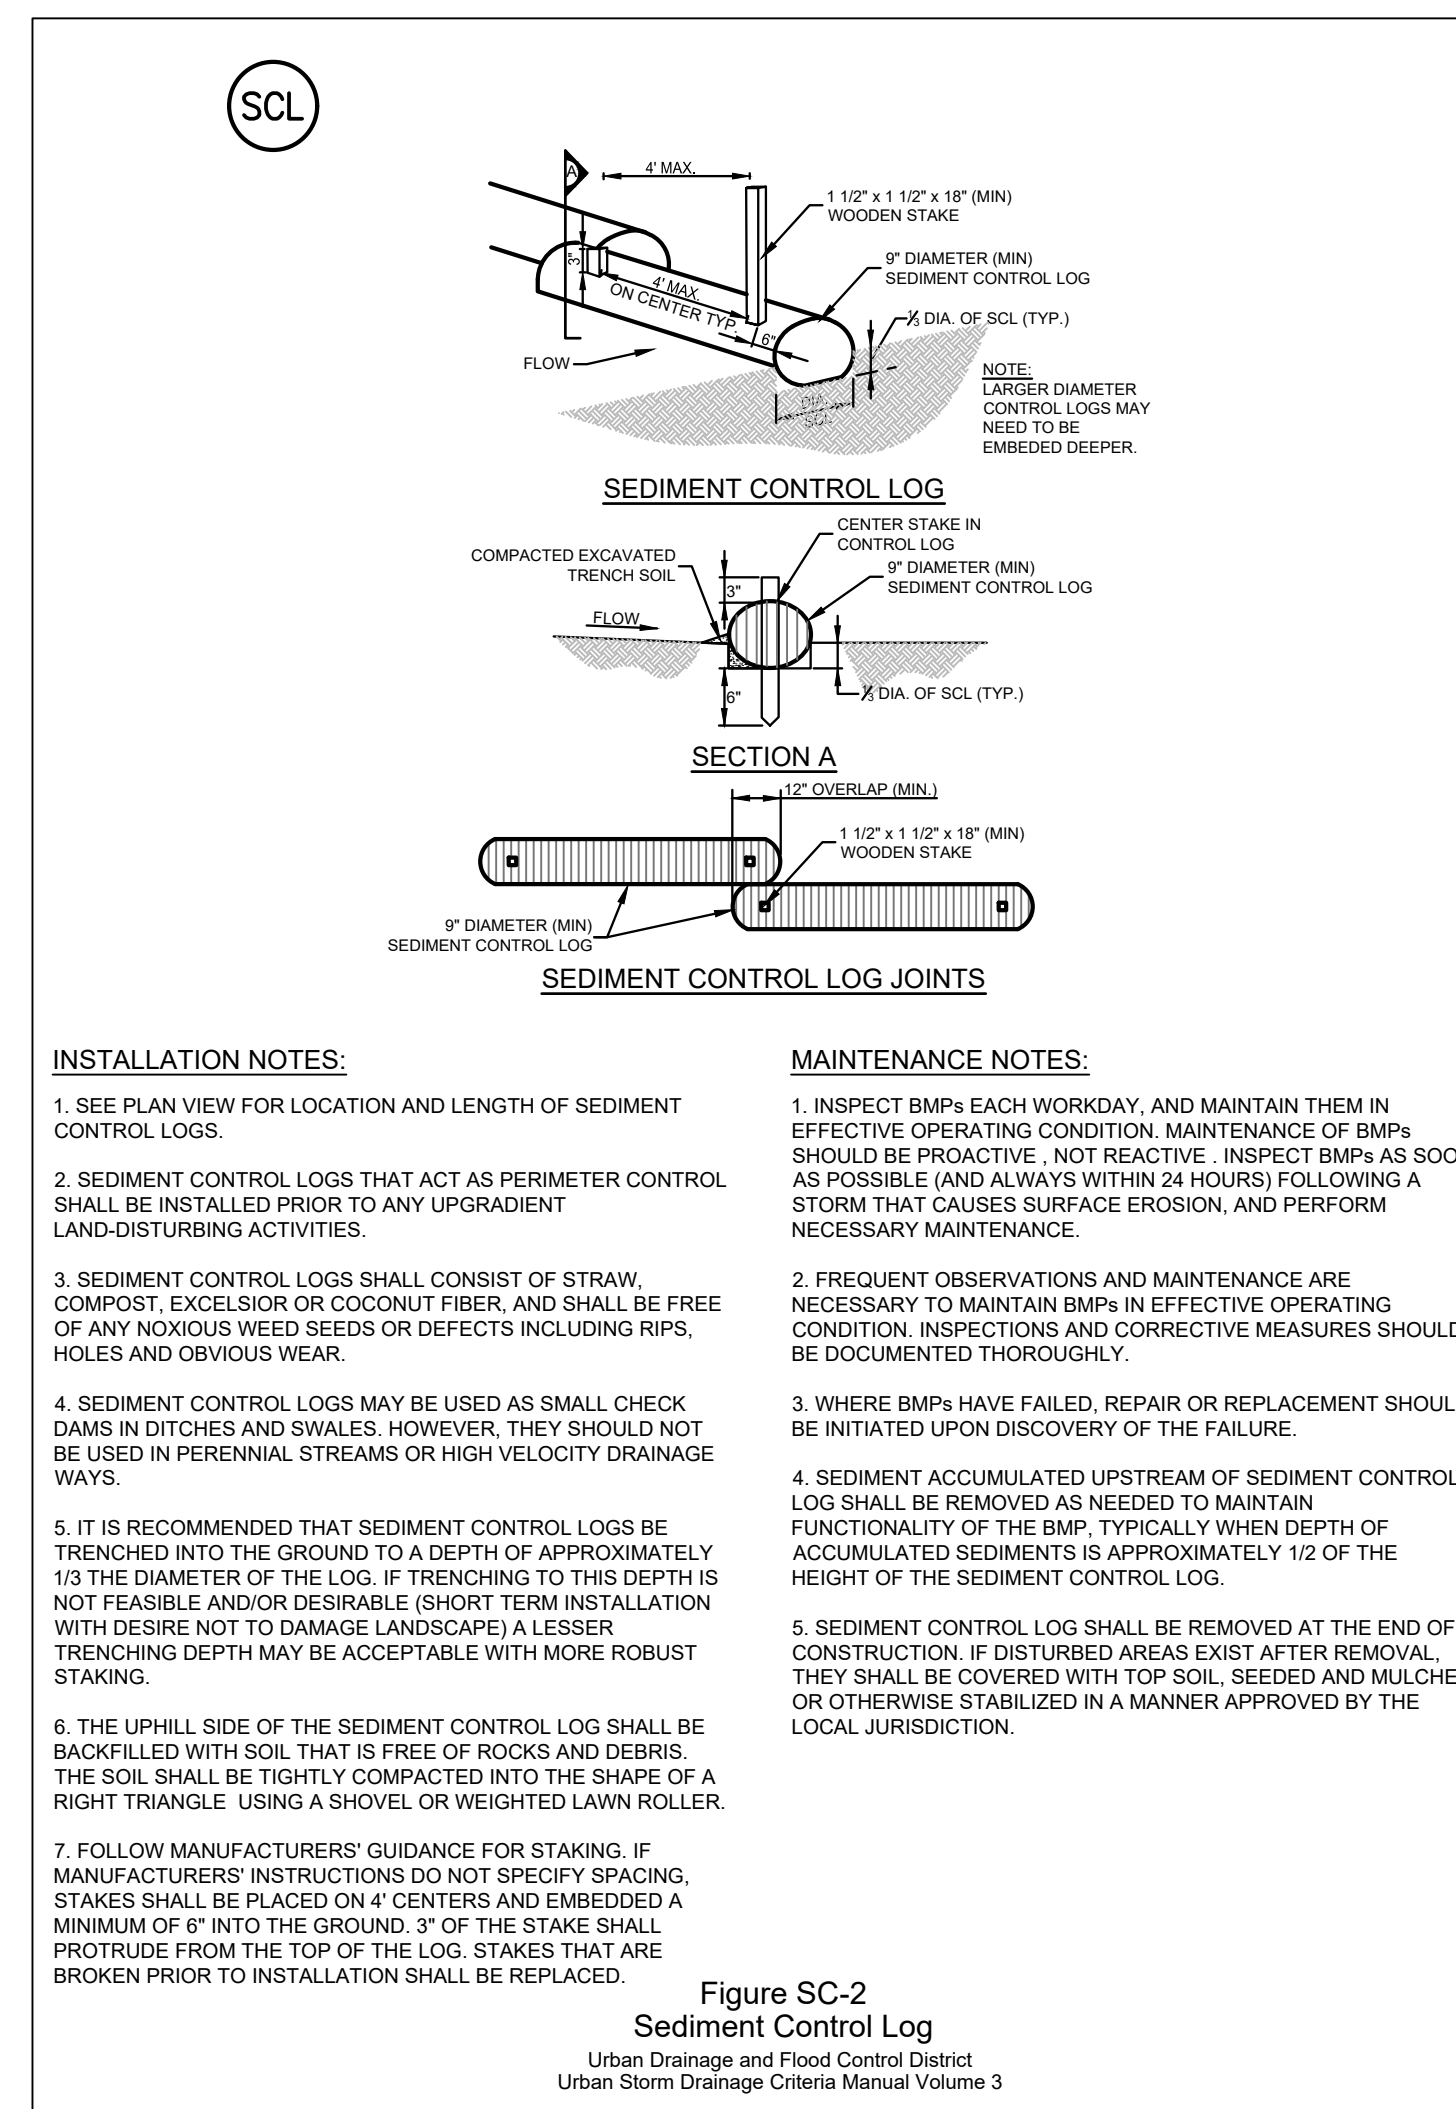 SCL
A
4' MAX.
1 1/2" x 1 1/2" x 18" (MIN)
WOODEN STAKE
9" DIAMETER (MIN)
SEDIMENT CONTROL LOG
3"
4' MAX.
ON CENTER TYP.
1/3 DIA. OF SCL (TYP.)
6"
FLOW
NOTE:
LARGER DIAMETER
CONTROL LOGS MAY
NEED TO BE
EMBEDED DEEPER.
DIA.
SCL
SEDIMENT CONTROL LOG
CENTER STAKE IN
CONTROL LOG
COMPACTED EXCAVATED
TRENCH SOIL
9" DIAMETER (MIN)
SEDIMENT CONTROL LOG
3"
FLOW
6"
1/3 DIA. OF SCL (TYP.)
SECTION A
12" OVERLAP (MIN.)
1 1/2" x 1 1/2" x 18" (MIN)
WOODEN STAKE
9" DIAMETER (MIN)
SEDIMENT CONTROL LOG
SEDIMENT CONTROL LOG JOINTS
INSTALLATION NOTES:
1. SEE PLAN VIEW FOR LOCATION AND LENGTH OF SEDIMENT
CONTROL LOGS.
2. SEDIMENT CONTROL LOGS THAT ACT AS PERIMETER CONTROL
SHALL BE INSTALLED PRIOR TO ANY UPGRADIENT
LAND-DISTURBING ACTIVITIES.
3. SEDIMENT CONTROL LOGS SHALL CONSIST OF STRAW,
COMPOST, EXCELSIOR OR COCONUT FIBER, AND SHALL BE FREE
OF ANY NOXIOUS WEED SEEDS OR DEFECTS INCLUDING RIPS,
HOLES AND OBVIOUS WEAR.
4. SEDIMENT CONTROL LOGS MAY BE USED AS SMALL CHECK
DAMS IN DITCHES AND SWALES. HOWEVER, THEY SHOULD NOT
BE USED IN PERENNIAL STREAMS OR HIGH VELOCITY DRAINAGE
WAYS.
5. IT IS RECOMMENDED THAT SEDIMENT CONTROL LOGS BE
TRENCHED INTO THE GROUND TO A DEPTH OF APPROXIMATELY
1/3 THE DIAMETER OF THE LOG. IF TRENCHING TO THIS DEPTH IS
NOT FEASIBLE AND/OR DESIRABLE (SHORT TERM INSTALLATION
WITH DESIRE NOT TO DAMAGE LANDSCAPE) A LESSER
TRENCHING DEPTH MAY BE ACCEPTABLE WITH MORE ROBUST
STAKING.
6. THE UPHILL SIDE OF THE SEDIMENT CONTROL LOG SHALL BE
BACKFILLED WITH SOIL THAT IS FREE OF ROCKS AND DEBRIS.
THE SOIL SHALL BE TIGHTLY COMPACTED INTO THE SHAPE OF A
RIGHT TRIANGLE USING A SHOVEL OR WEIGHTED LAWN ROLLER.
7. FOLLOW MANUFACTURERS' GUIDANCE FOR STAKING. IF
MANUFACTURERS' INSTRUCTIONS DO NOT SPECIFY SPACING,
STAKES SHALL BE PLACED ON 4' CENTERS AND EMBEDDED A
MINIMUM OF 6" INTO THE GROUND. 3" OF THE STAKE SHALL
PROTRUDE FROM THE TOP OF THE LOG. STAKES THAT ARE
BROKEN PRIOR TO INSTALLATION SHALL BE REPLACED.
MAINTENANCE NOTES:
1. INSPECT BMPs EACH WORKDAY, AND MAINTAIN THEM IN
EFFECTIVE OPERATING CONDITION. MAINTENANCE OF BMPs
SHOULD BE PROACTIVE , NOT REACTIVE . INSPECT BMPs AS SOO
AS POSSIBLE (AND ALWAYS WITHIN 24 HOURS) FOLLOWING A
STORM THAT CAUSES SURFACE EROSION, AND PERFORM
NECESSARY MAINTENANCE.
2. FREQUENT OBSERVATIONS AND MAINTENANCE ARE
NECESSARY TO MAINTAIN BMPs IN EFFECTIVE OPERATING
CONDITION. INSPECTIONS AND CORRECTIVE MEASURES SHOULD
BE DOCUMENTED THOROUGHLY.
3. WHERE BMPs HAVE FAILED, REPAIR OR REPLACEMENT SHOUL
BE INITIATED UPON DISCOVERY OF THE FAILURE.
4. SEDIMENT ACCUMULATED UPSTREAM OF SEDIMENT CONTROL
LOG SHALL BE REMOVED AS NEEDED TO MAINTAIN
FUNCTIONALITY OF THE BMP, TYPICALLY WHEN DEPTH OF
ACCUMULATED SEDIMENTS IS APPROXIMATELY 1/2 OF THE
HEIGHT OF THE SEDIMENT CONTROL LOG.
5. SEDIMENT CONTROL LOG SHALL BE REMOVED AT THE END OF
CONSTRUCTION. IF DISTURBED AREAS EXIST AFTER REMOVAL,
THEY SHALL BE COVERED WITH TOP SOIL, SEEDED AND MULCHE
OR OTHERWISE STABILIZED IN A MANNER APPROVED BY THE
LOCAL JURISDICTION.
Figure SC-2
Sediment Control Log
Urban Drainage and Flood Control District
Urban Storm Drainage Criteria Manual Volume 3